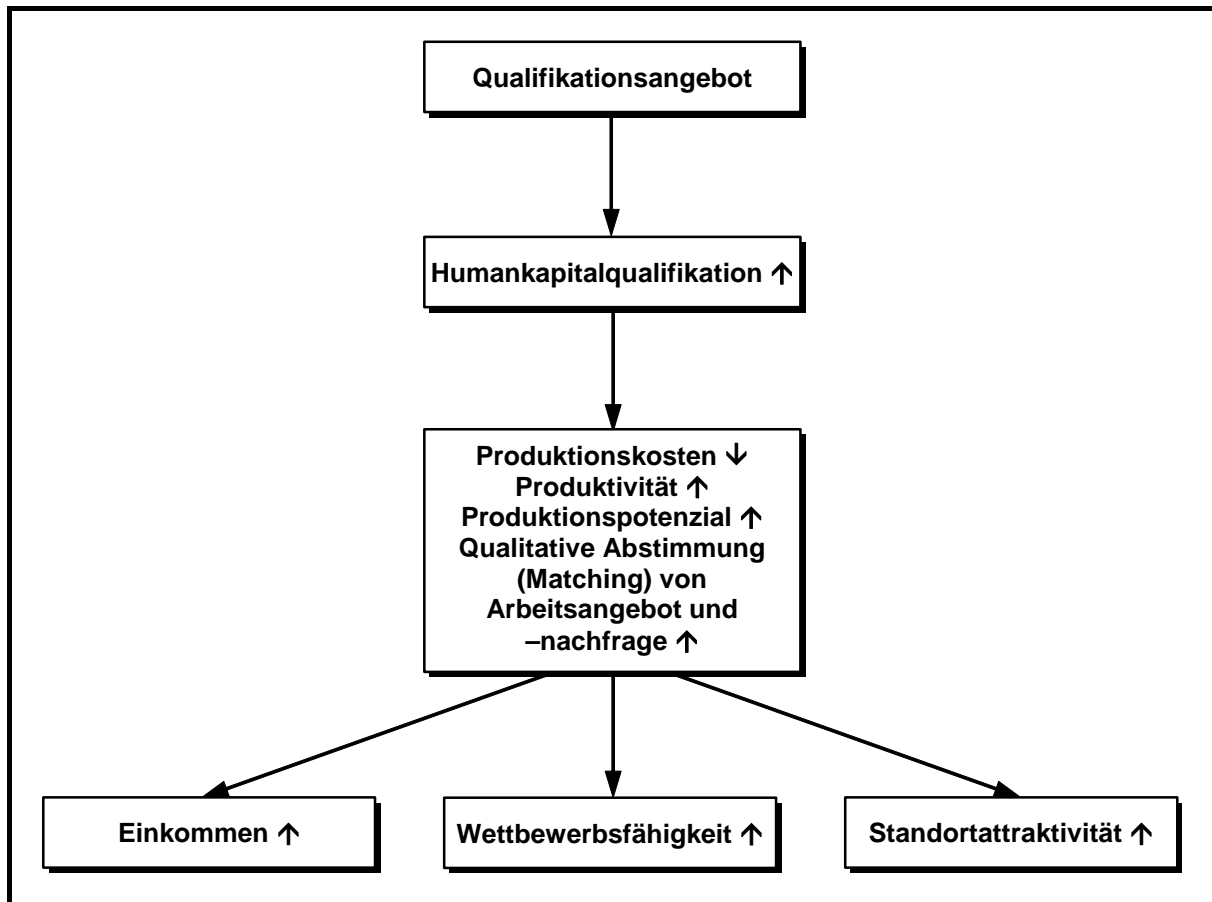 Qualifikationsangebot
Humankapitalqualifikation ↑
Produktionskosten ↓
Produktivität ↑
Produktionspotenzial ↑
Qualitative Abstimmung
(Matching) von
Arbeitsangebot und
–nachfrage ↑
Einkommen ↑
Wettbewerbsfähigkeit ↑
Standortattraktivität ↑